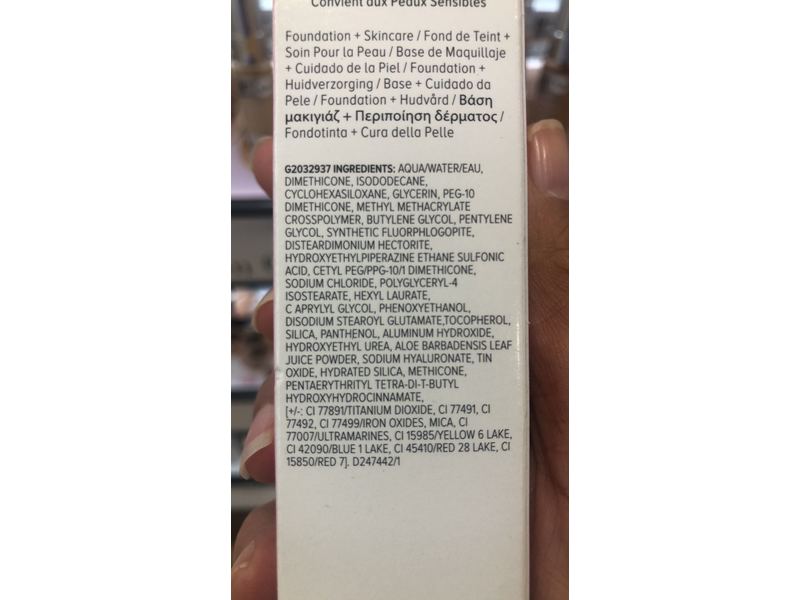 Convient aux Peaux Sensibles
Foundation + Skincare / Fond de Teint +
Soin Pour la Peau / Base de Maquillaje
+ Cuidado de la Piel / Foundation +
Huidverzorging / Base + Cuidado da
Pele / Foundation + Hudvård / Βάση
μακιγιάζ + Περιποίηση δέρματος /
Fondotinta + Cura della Pelle
G2032937 INGREDIENTS: AQUA/WATER/EAU,
DIMETHICONE, ISODODECANE,
CYCLOHEXASILOXANE, GLYCERIN, PEG-10
DIMETHICONE, METHYL METHACRYLATE
CROSSPOLYMER, BUTYLENE GLYCOL, PENTYLENE
GLYCOL, SYNTHETIC FLUORPHLOGOPITE,
DISTEARDIMONIUM HECTORITE,
HYDROXYETHYLPIPERAZINE ETHANE SULFONIC
ACID, CETYL PEG/PPG-10/1 DIMETHICONE,
SODIUM CHLORIDE, POLYGLYCERYL-4
ISOSTEARATE, HEXYL LAURATE,
C APRYLYL GLYCOL, PHENOXYETHANOL,
DISODIUM STEAROYL GLUTAMATE,TOCOPHEROL,
SILICA, PANTHENOL, ALUMINUM HYDROXIDE,
HYDROXYETHYL UREA, ALOE BARBADENSIS LEAF
JUICE POWDER, SODIUM HYALURONATE, TIN
OXIDE, HYDRATED SILICA, METHICONE,
PENTAERYTHRITYL TETRA-DI-T-BUTYL
HYDROXYHYDROCINNAMATE,
[+/-: CI 77891/TITANIUM DIOXIDE, CI 77491, CI
77492, CI 77499/IRON OXIDES, MICA, CI
77007/ULTRAMARINES, CI 15985/YELLOW 6 LAKE,
CI 42090/BLUE 1 LAKE, CI 45410/RED 28 LAKE, CI
15850/RED 7]. D247442/1